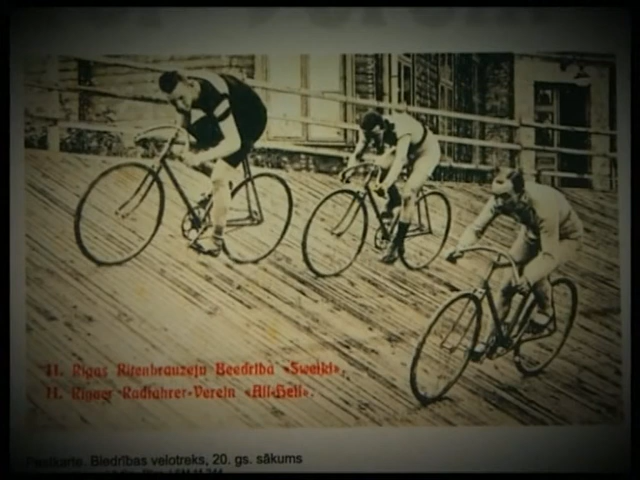 II. Rigas Ritenbrauzeju Beedriba «Sweiki».
II. Rigaer Radfahrer-Verein «All-Heil».
Pastkarte. Biedrības velotreks, 20. gs. sākums